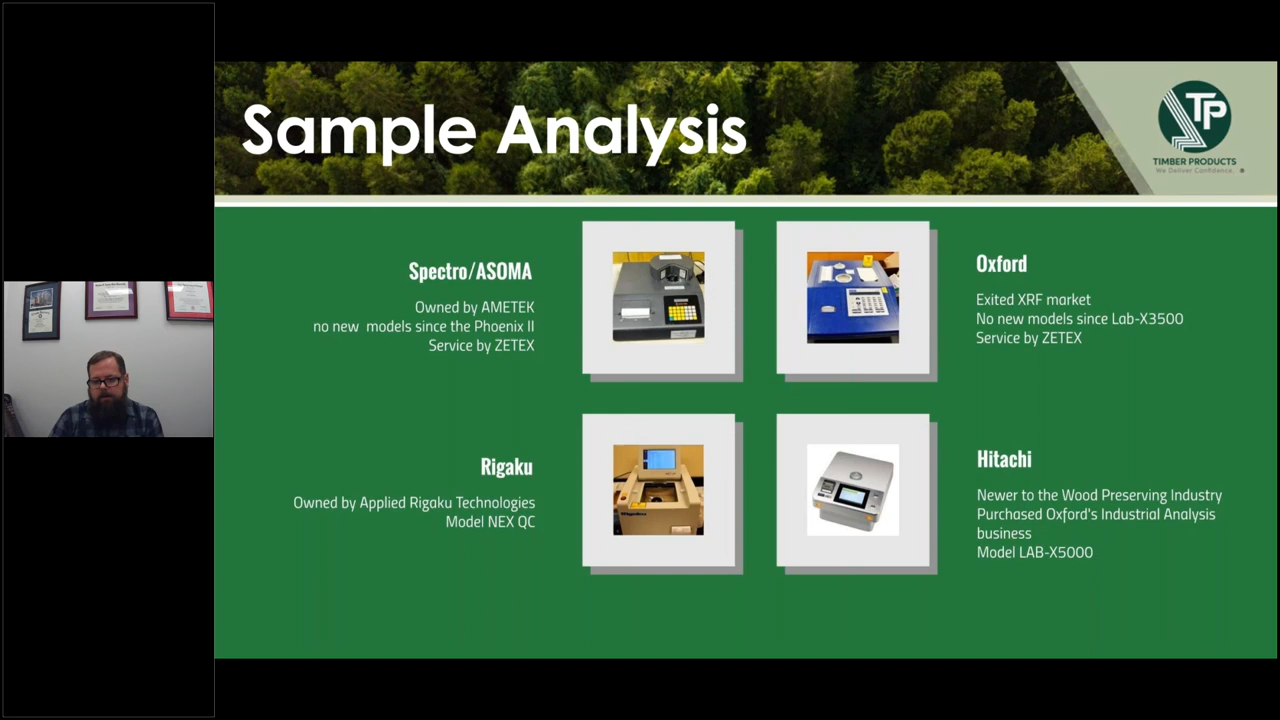 Sample Analysis
TP
TIMBER PRODUCTS
We Deliver Confidence.
Spectro/ASOMA
Owned by AMETEK
no new models since the Phoenix II
Service by ZETEX
Oxford
Exited XRF market
No new models since Lab-X3500
Service by ZETEX
Rigaku
Owned by Applied Rigaku Technologies
Model NEX QC
Hitachi
Newer to the Wood Preserving Industry
Purchased Oxford's Industrial Analysis
business
Model LAB-X5000